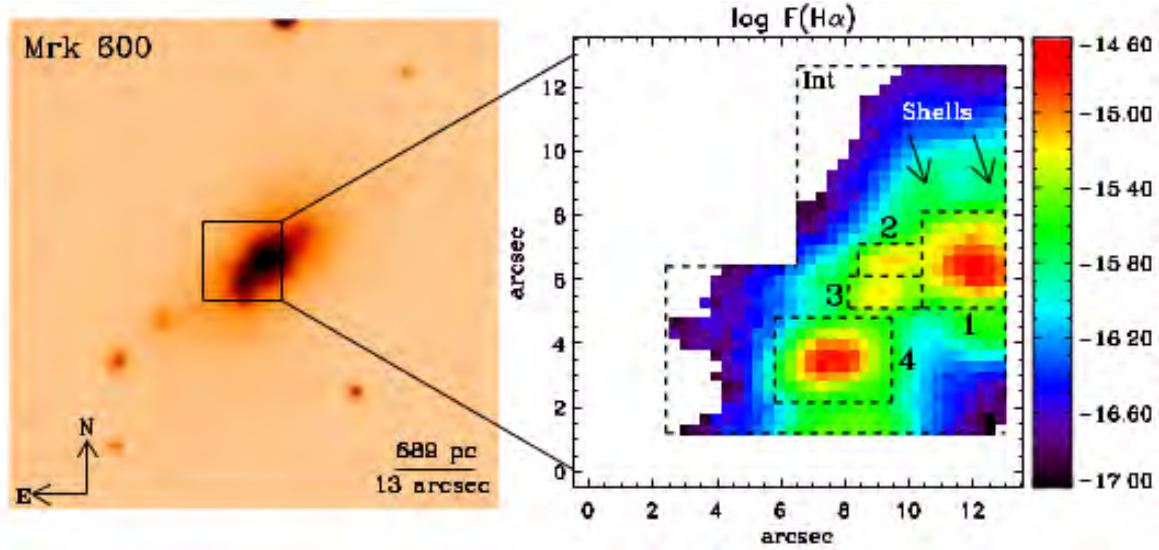 Mrk 600
N
E
689 pc
13 arcsec
log F(Hα)
Int
Shells
2
3
1
4
12
10
8
6
4
2
0
arcsec
0 2 4 6 8 10 12
arcsec
-14.60
-15.00
-15.40
-15.80
-16.20
-16.60
-17.00